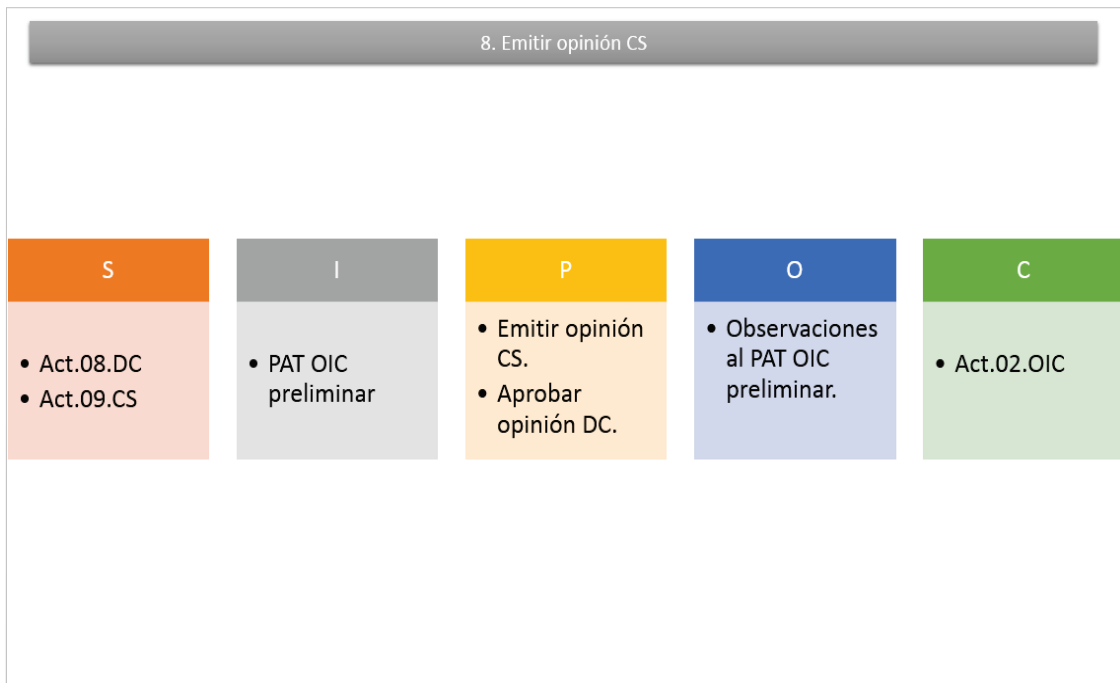 8. Emitir opinión CS
S
• Act.08.DC
• Act.09.CS
I
• PAT OIC
preliminar
P
• Emitir opinión
CS.
• Aprobar
opinión DC.
O
• Observaciones
al PAT OIC
preliminar.
C
• Act.02.OIC